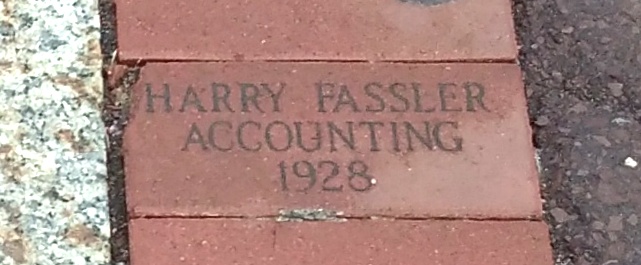 HARRY FASSLER
ACCOUNTING
1928